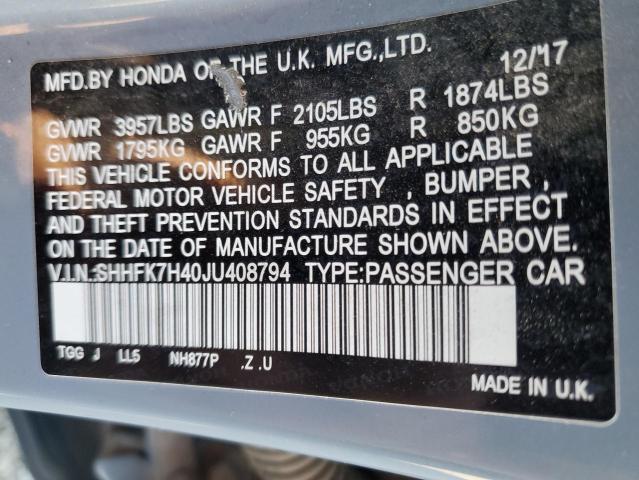 MFD.BY HONDA OF THE U.K. MFG.,LTD. 12/'17
GVWR 3957LBS GAWR F 2105LBS R 1874LBS
GVWR 1795KG GAWR F 955KG R 850KG
THIS VEHICLE CONFORMS TO ALL APPLICABLE
FEDERAL MOTOR VEHICLE SAFETY , BUMPER ,
AND THEFT PREVENTION STANDARDS IN EFFECT
ON THE DATE OF MANUFACTURE SHOWN ABOVE.
V.I.N.:SHHFK7H40JU408794 TYPE:PASSENGER CAR
TGG J LL5 NH877P .Z .U
MADE IN U.K.